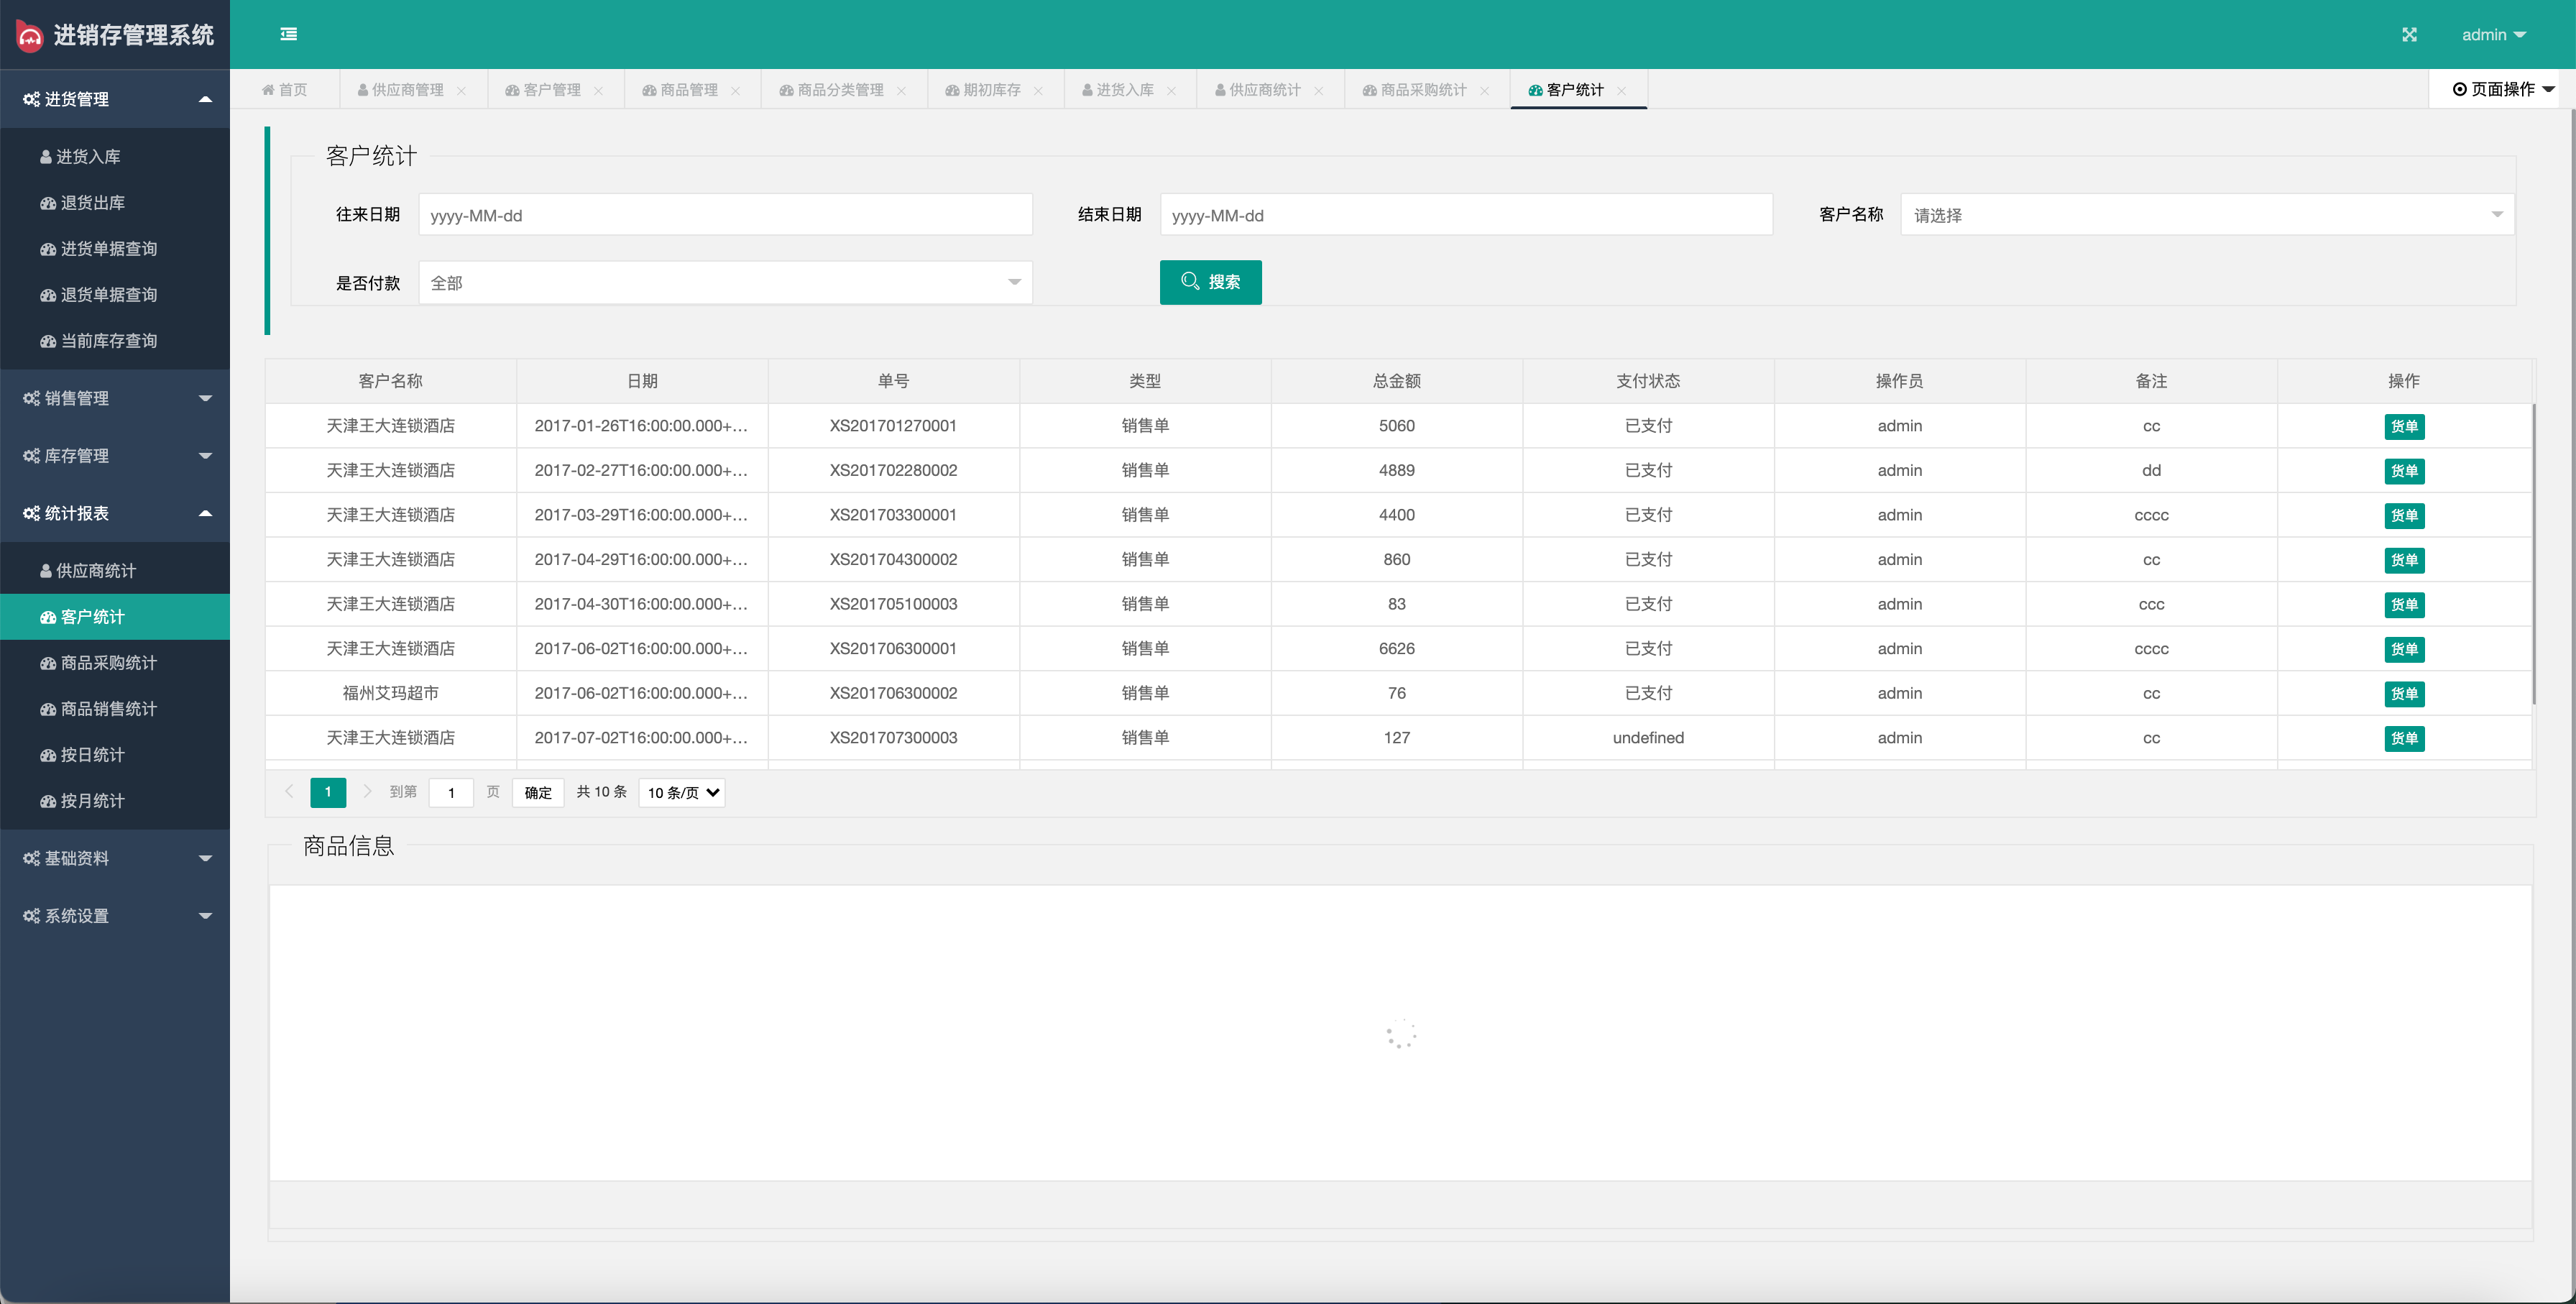 进销存管理系统
admin
首页 供应商管理 客户管理 商品管理 商品分类管理 期初库存 进货入库 供应商统计 商品采购统计 客户统计 页面操作
进货管理
进货入库
退货出库
进货单据查询
退货单据查询
当前库存查询
销售管理
库存管理
统计报表
供应商统计
客户统计
商品采购统计
商品销售统计
按日统计
按月统计
基础资料
系统设置
客户统计
往来日期 yyyy-MM-dd 结束日期 yyyy-MM-dd 客户名称 请选择
是否付款 全部 搜索
客户名称 日期 单号 类型 总金额 支付状态 操作员 备注 操作
天津王大连锁酒店 2017-01-26T16:00:00.000+... XS201701270001 销售单 5060 已支付 admin cc 货单
天津王大连锁酒店 2017-02-27T16:00:00.000+... XS201702280002 销售单 4889 已支付 admin dd 货单
天津王大连锁酒店 2017-03-29T16:00:00.000+... XS201703300001 销售单 4400 已支付 admin cccc 货单
天津王大连锁酒店 2017-04-29T16:00:00.000+... XS201704300002 销售单 860 已支付 admin cc 货单
天津王大连锁酒店 2017-04-30T16:00:00.000+... XS201705100003 销售单 83 已支付 admin ccc 货单
天津王大连锁酒店 2017-06-02T16:00:00.000+... XS201706300001 销售单 6626 已支付 admin cccc 货单
福州艾玛超市 2017-06-02T16:00:00.000+... XS201706300002 销售单 76 已支付 admin cc 货单
天津王大连锁酒店 2017-07-02T16:00:00.000+... XS201707300003 销售单 127 undefined admin cc 货单
1 到第 1 页 确定 共 10 条 10 条/页
商品信息